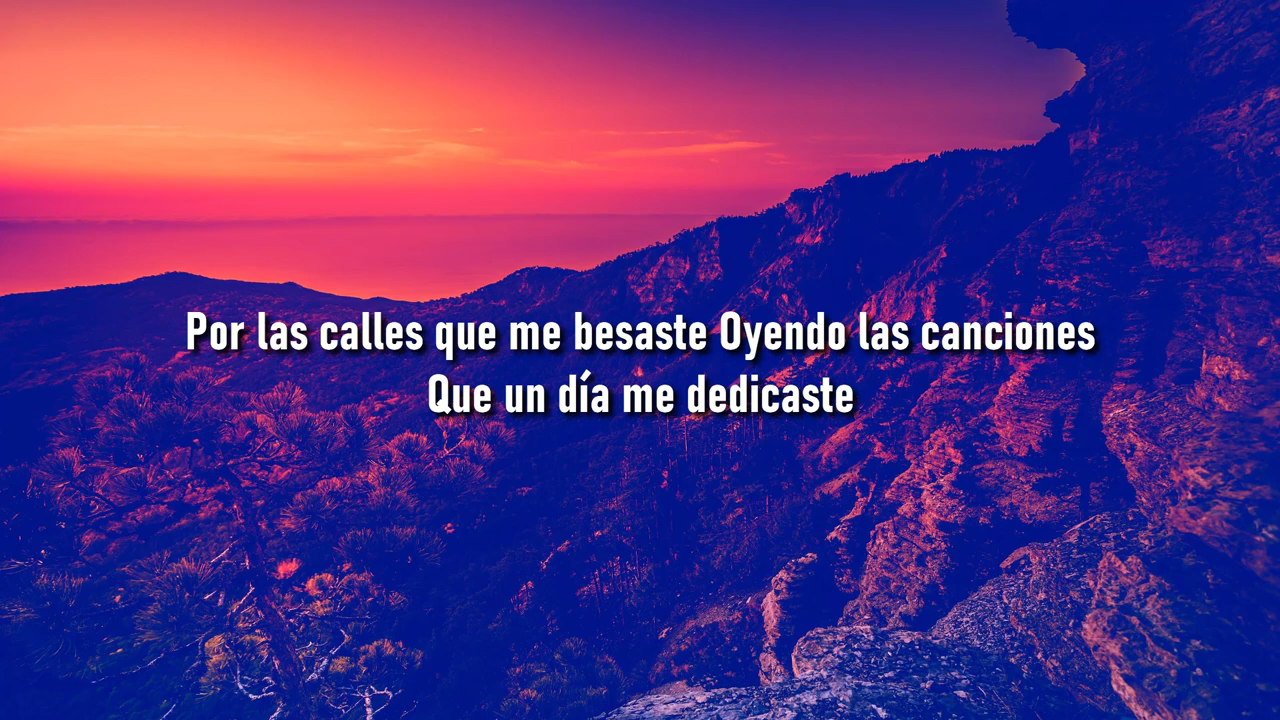 Por las calles que me besaste Oyendo las canciones
Que un día me dedicaste